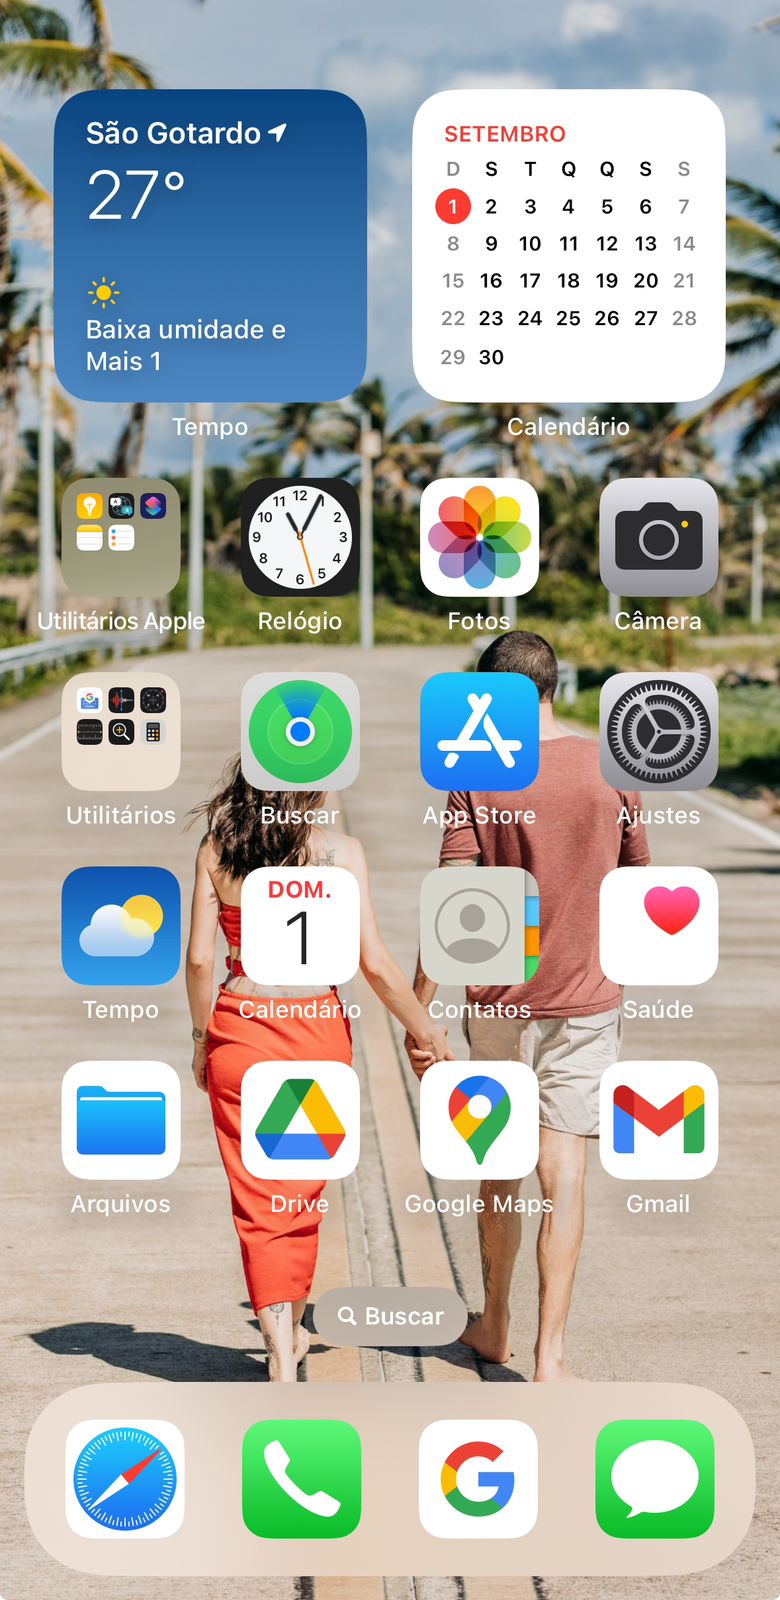 São Gotardo
27°
Baixa umidade e
Mais 1
Tempo
SETEMBRO
D S T Q Q S S
1 2 3 4 5 6 7
8 9 10 11 12 13 14
15 16 17 18 19 20 21
22 23 24 25 26 27 28
29 30
Calendário
12 1 2 3 4 5 6 7 8 9 10 11
Utilitários Apple
Relógio
Fotos
Câmera
Utilitários
Buscar
App Store
Ajustes
DOM.
1
Tempo
Calendário
Contatos
Saúde
Arquivos
Drive
Google Maps
Gmail
Buscar